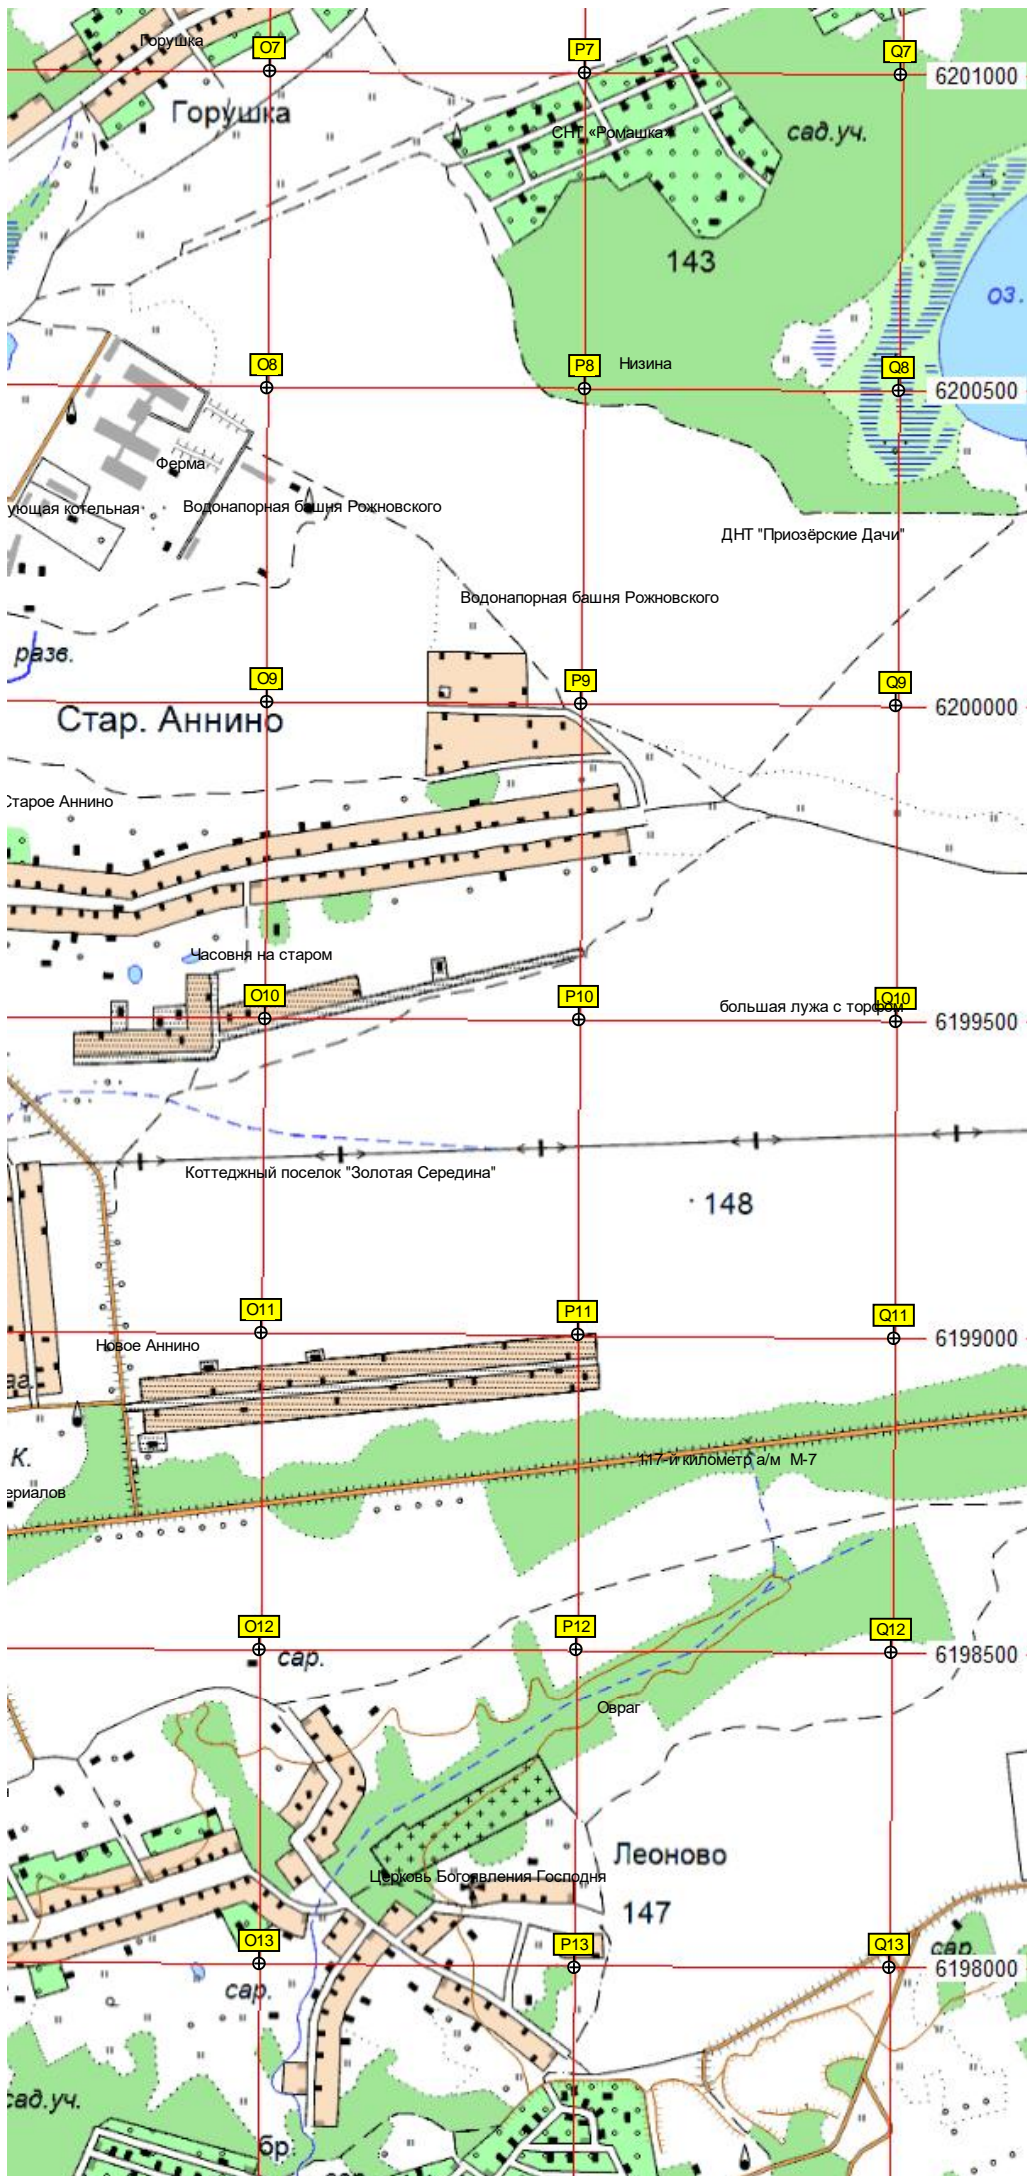 Горушка
O7
P7
Q7
6201000
Горушка
СНТ «Ромашка»
сад.уч.
143
оз.
O8
P8
Низина
Q8
6200500
Ферма
ующая котельная
Водонапорная башня Рожновского
ДНТ "Приозёрские Дачи"
Водонапорная башня Рожновского
разв.
O9
P9
Q9
6200000
Стар. Аннино
Старое Аннино
Часовня на старом
O10
P10
большая лужа с торфом
Q10
6199500
Коттеджный поселок "Золотая Середина"
148
O11
P11
Q11
6199000
Новое Аннино
К.
117-й километр а/м М-7
ериалов
O12
P12
Q12
6198500
сар.
Овраг
Леоново
Церковь Богоявления Господня
147
O13
P13
Q13
сар.
6198000
сар.
сад.уч.
бр